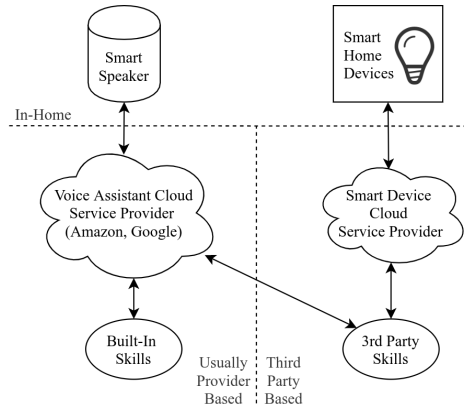 Smart
Speaker
Smart
Home
Devices
In-Home
Voice Assistant Cloud
Service Provider
(Amazon, Google)
Smart Device
Cloud
Service Provider
Built-In
Skills
Usually
Provider
Based
Third
Party
Based
3rd Party
Skills